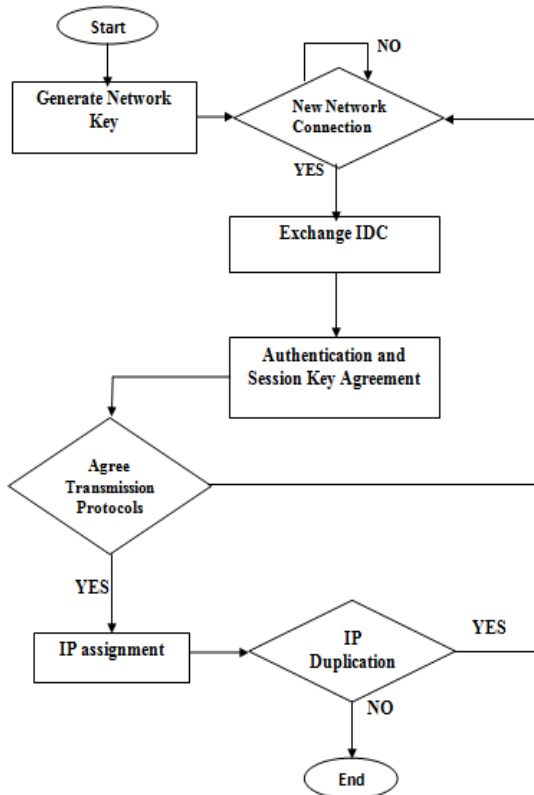 Start
NO
Generate Network
Key
New Network
Connection
YES
Exchange IDC
Authentication and
Session Key Agreement
Agree
Transmission
Protocols
YES
IP assignment
IP
Duplication
YES
NO
End